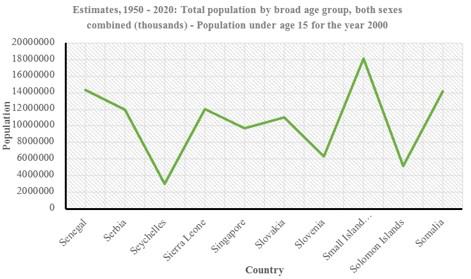 Estimates, 1950 - 2020: Total population by broad age group, both sexes
combined (thousands) - Population under age 15 for the year 2000
20000000
18000000
16000000
14000000
12000000
10000000
8000000
6000000
4000000
2000000
0
Population
Senegal
Serbia
Seychelles
Sierra Leone
Singapore
Slovakia
Slovenia
Small Island...
Solomon Islands
Somalia
Country